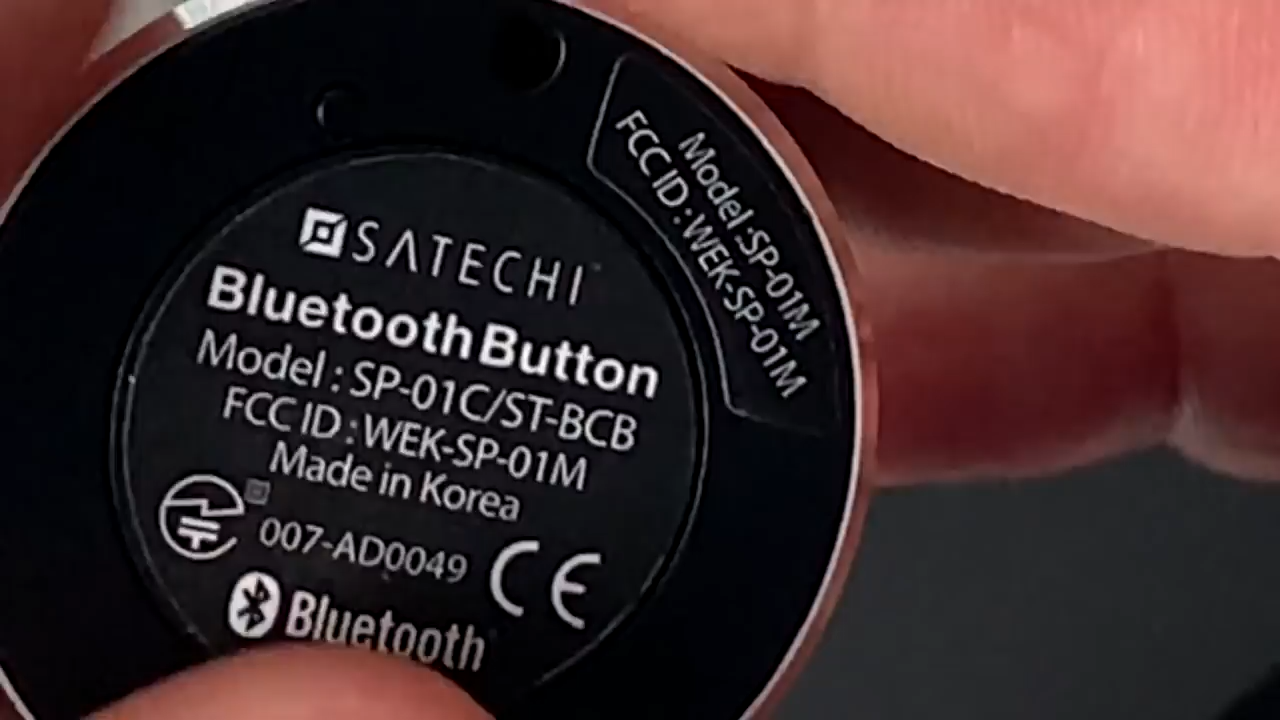 SATECHI
Bluetooth Button
Model : SP-01C/ST-BCB
FCC ID : WEK-SP-01M
Made in Korea
R 007-AD0049 CE
Bluetooth
Model :SP-01M
FCC ID : WEK-SP-01M